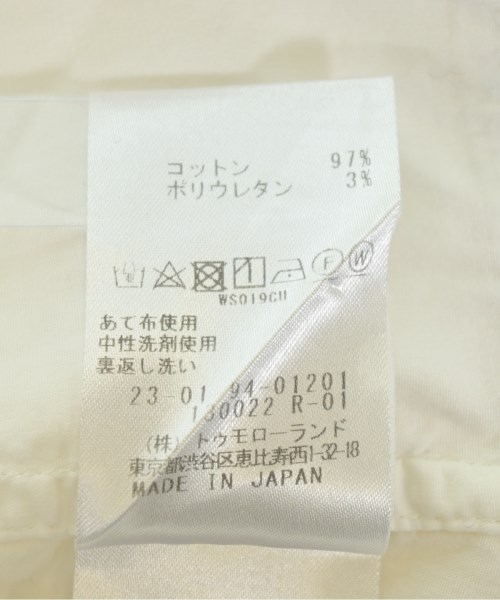 コットン 97%
ポリウレタン 3%
F W
WS019CU
あて布使用
中性洗剤使用
裏返し洗い
23-01 94-01201
130022 R-01
(株) トゥモローランド
東京都渋谷区恵比寿西1-32-18
MADE IN JAPAN